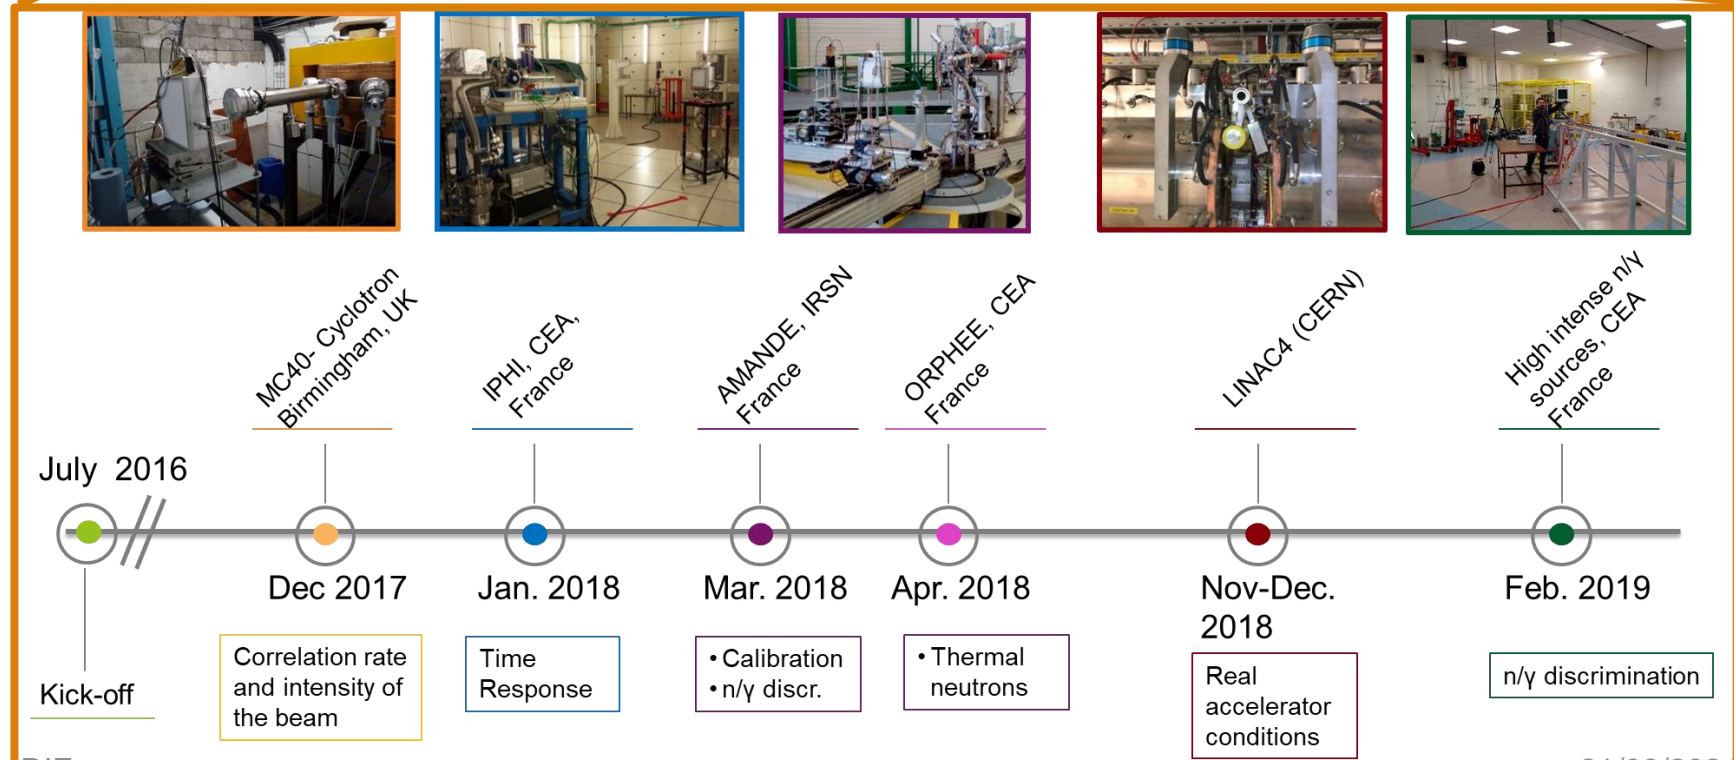 MC40- Cyclotron
Birmingham, UK
IPHI, CEA,
France
AMANDE, IRSN
France
ORPHEE, CEA
France
LINAC4 (CERN)
High intense n/γ
sources, CEA
France
July 2016
Dec 2017
Jan. 2018
Mar. 2018
Apr. 2018
Nov-Dec.
2018
Feb. 2019
Kick-off
Correlation rate
and intensity of
the beam
Time
Response
• Calibration
• n/γ discr.
• Thermal
neutrons
Real
accelerator
conditions
n/γ discrimination